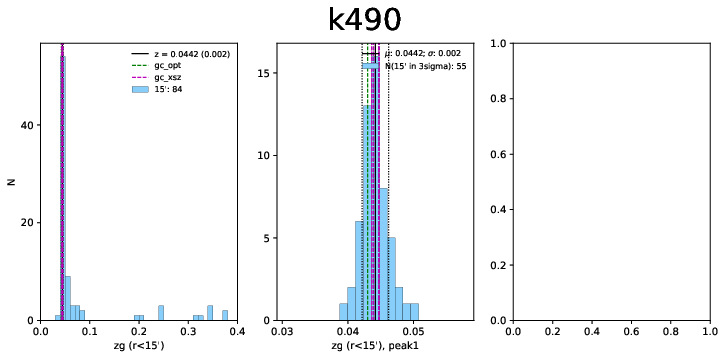 k490
z = 0.0442 (0.002)
gc_opt
gc_xsz
15': 84
N
40
20
0
0.0 0.1 0.2 0.3 0.4
zg (r<15')
μ: 0.0442; σ: 0.002
N(15' in 3sigma): 55
15
10
5
0
0.03 0.04 0.05
zg (r<15'), peak1
1.0
0.8
0.6
0.4
0.2
0.0
0.0 0.2 0.4 0.6 0.8 1.0